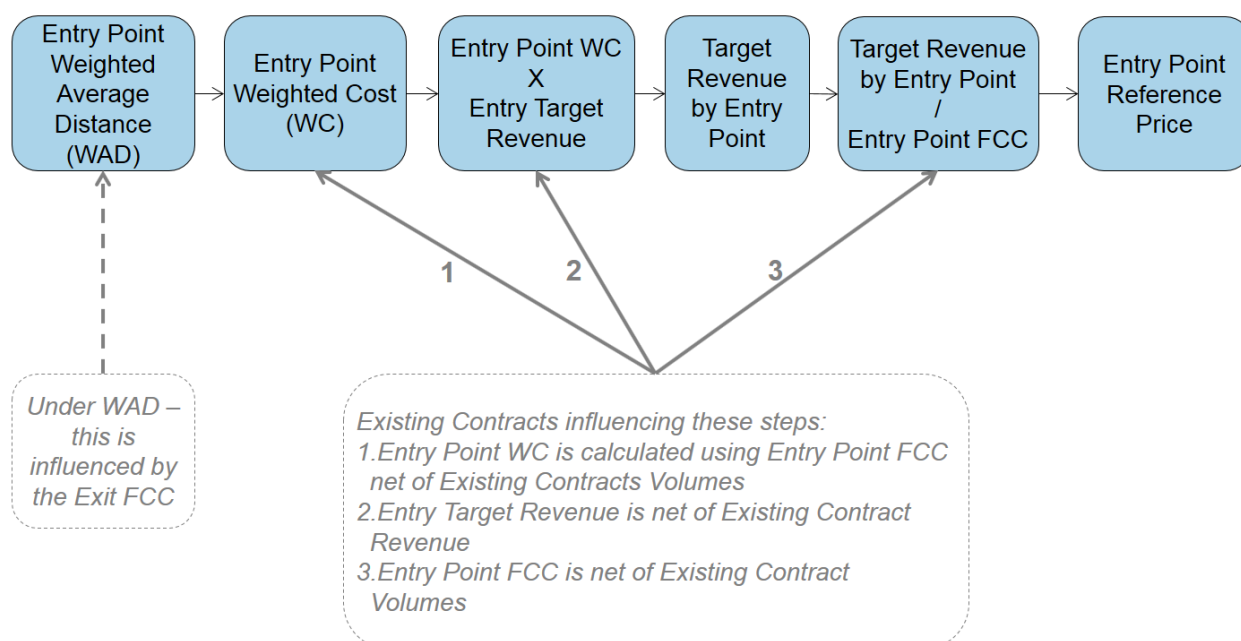 Entry Point
Weighted
Average
Distance
(WAD)
Entry Point
Weighted Cost
(WC)
Entry Point WC
X
Entry Target
Revenue
Target
Revenue
by Entry
Point
Target Revenue
by Entry Point
/
Entry Point FCC
Entry Point
Reference
Price
1
2
3
Under WAD –
this is
influenced by
the Exit FCC
Existing Contracts influencing these steps:
1.Entry Point WC is calculated using Entry Point FCC
net of Existing Contracts Volumes
2.Entry Target Revenue is net of Existing Contract
Revenue
3.Entry Point FCC is net of Existing Contract
Volumes